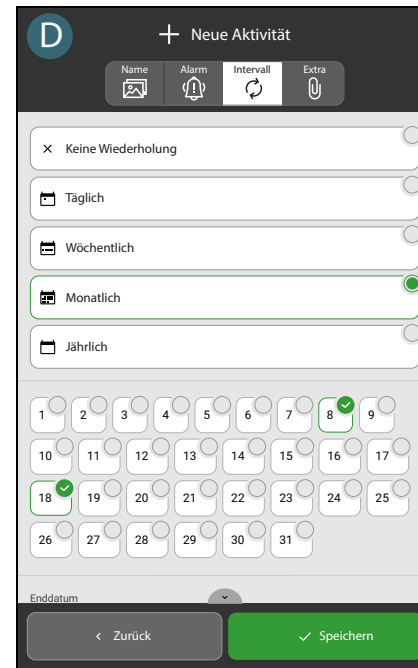 D
Neue Aktivität
Name Alarm Intervall Extra
Keine Wiederholung
Täglich
Wöchentlich
Monatlich
Jährlich
1 2 3 4 5 6 7 8 9
10 11 12 13 14 15 16 17
18 19 20 21 22 23 24 25
26 27 28 29 30 31
Enddatum
Zurück Speichern